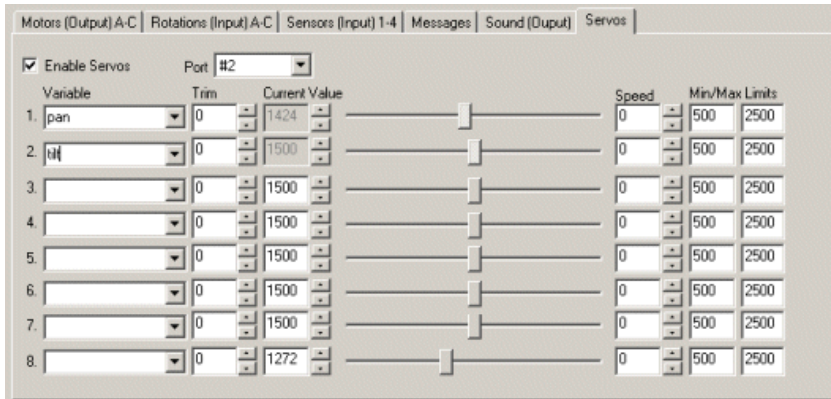 Motors (Output) A-C Rotations (Input) A-C Sensors (Input) 1-4 Messages Sound (Ouput) Servos
Enable Servos Port #2
Variable Trim Current Value Speed Min/Max Limits
1. pan 0 1424 0 500 2500
2. tilt 0 1500 0 500 2500
3. 0 1500 0 500 2500
4. 0 1500 0 500 2500
5. 0 1500 0 500 2500
6. 0 1500 0 500 2500
7. 0 1500 0 500 2500
8. 0 1272 0 500 2500